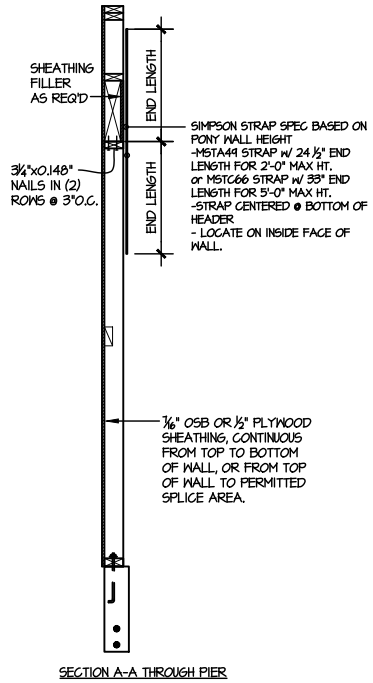 SHEATHING
FILLER
AS REQ'D
END LENGTH
SIMPSON STRAP SPEC BASED ON
PONY WALL HEIGHT
-MSTA49 STRAP W/ 24 1/2" END
LENGTH FOR 2'-0" MAX HT.
or MSTC66 STRAP W/ 33" END
LENGTH FOR 5'-0" MAX HT.
-STRAP CENTERED @ BOTTOM OF
HEADER
- LOCATE ON INSIDE FACE OF
WALL.
3 1/4"x0.148"
NAILS IN (2)
ROWS @ 3"O.C.
END LENGTH
7/16" OSB OR 1/2" PLYWOOD
SHEATHING, CONTINUOUS
FROM TOP TO BOTTOM
OF WALL, OR FROM TOP
OF WALL TO PERMITTED
SPLICE AREA.
SECTION A-A THROUGH PIER